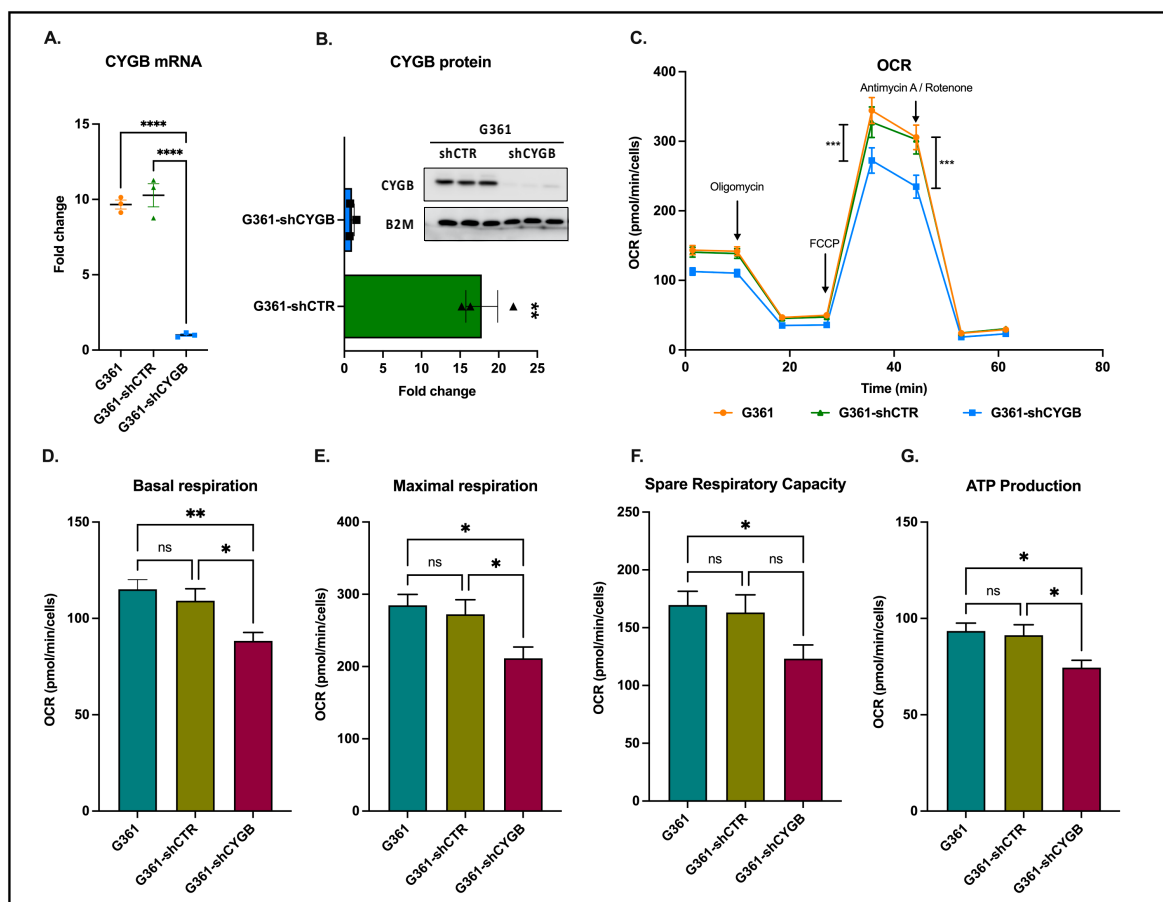 A.
CYGB mRNA
Fold change
15
10
5
0
****
****
G361
G361-shCTR
G361-shCYGB
B.
CYGB protein
G361
shCTR shCYGB
CYGB
B2M
G361-shCYGB
G361-shCTR
**
0 5 10 15 20 25
Fold change
C.
OCR
OCR (pmol/min/cells)
400
300
200
100
0
Antimycin A / Rotenone
Oligomycin
FCCP
***
***
0 20 40 60 80
Time (min)
G361 G361-shCTR G361-shCYGB
D.
Basal respiration
OCR (pmol/min/cells)
150
100
50
0
**
ns *
G361
G361-shCTR
G361-shCYGB
E.
Maximal respiration
OCR (pmol/min/cells)
400
300
200
100
0
*
ns *
G361
G361-shCTR
G361-shCYGB
F.
Spare Respiratory Capacity
OCR (pmol/min/cells)
250
200
150
100
50
0
*
ns ns
G361
G361-shCTR
G361-shCYGB
G.
ATP Production
OCR (pmol/min/cells)
150
100
50
0
*
ns *
G361
G361-shCTR
G361-shCYGB